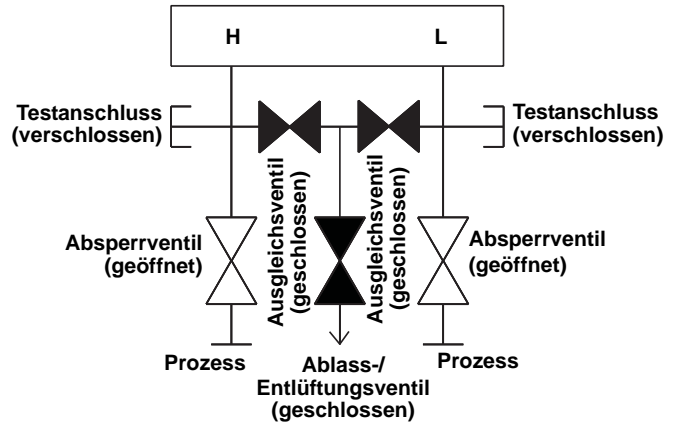 H
L
Testanschluss
(verschlossen)
Testanschluss
(verschlossen)
Ausgleichsventil
(geschlossen)
Ausgleichsventil
(geschlossen)
Absperrventil
(geöffnet)
Absperrventil
(geöffnet)
Prozess
Ablass-/
Entlüftungsventil
(geschlossen)
Prozess